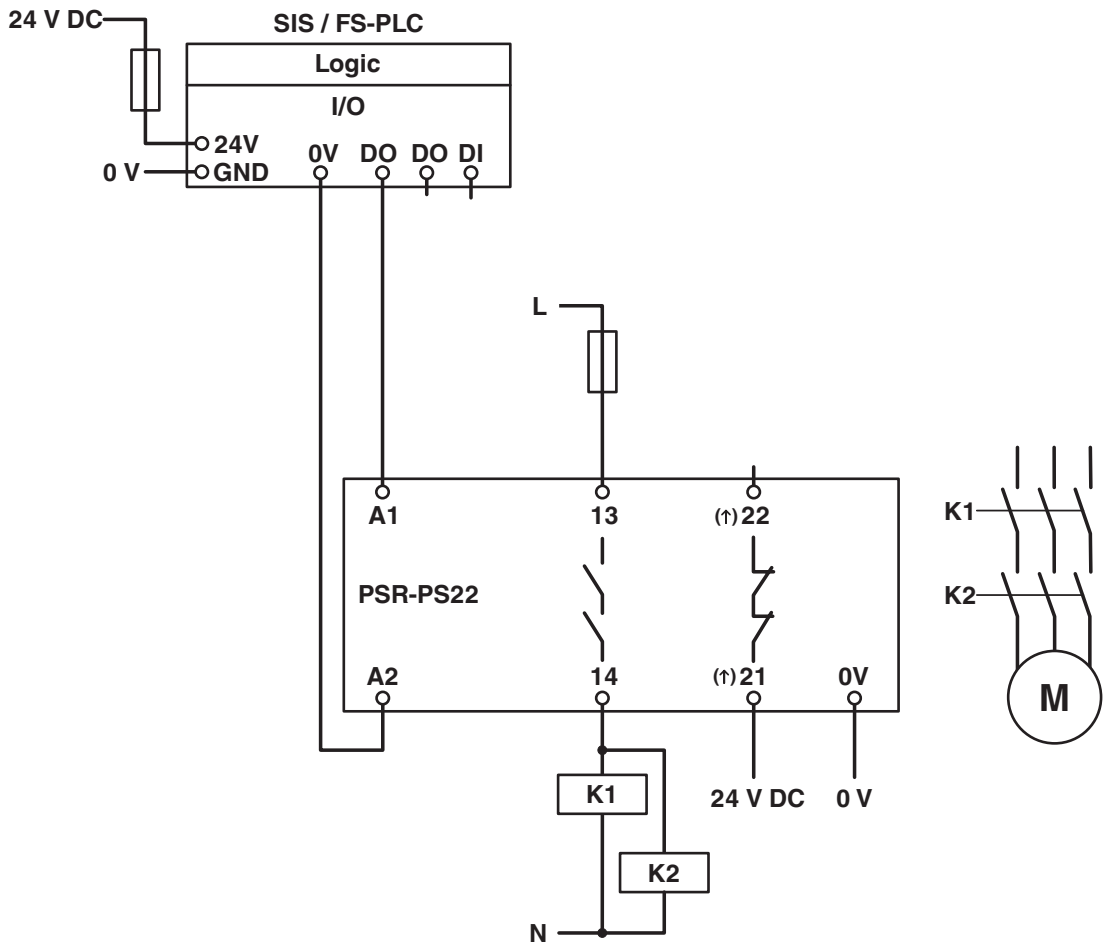 24 V DC
SIS / FS-PLC
Logic
I/O
24V
0V DO DO DI
0 V
GND
L
A1
13
(↑) 22
K1
PSR-PS22
K2
A2
14
(↑) 21
0V
M
K1
24 V DC
0 V
K2
N